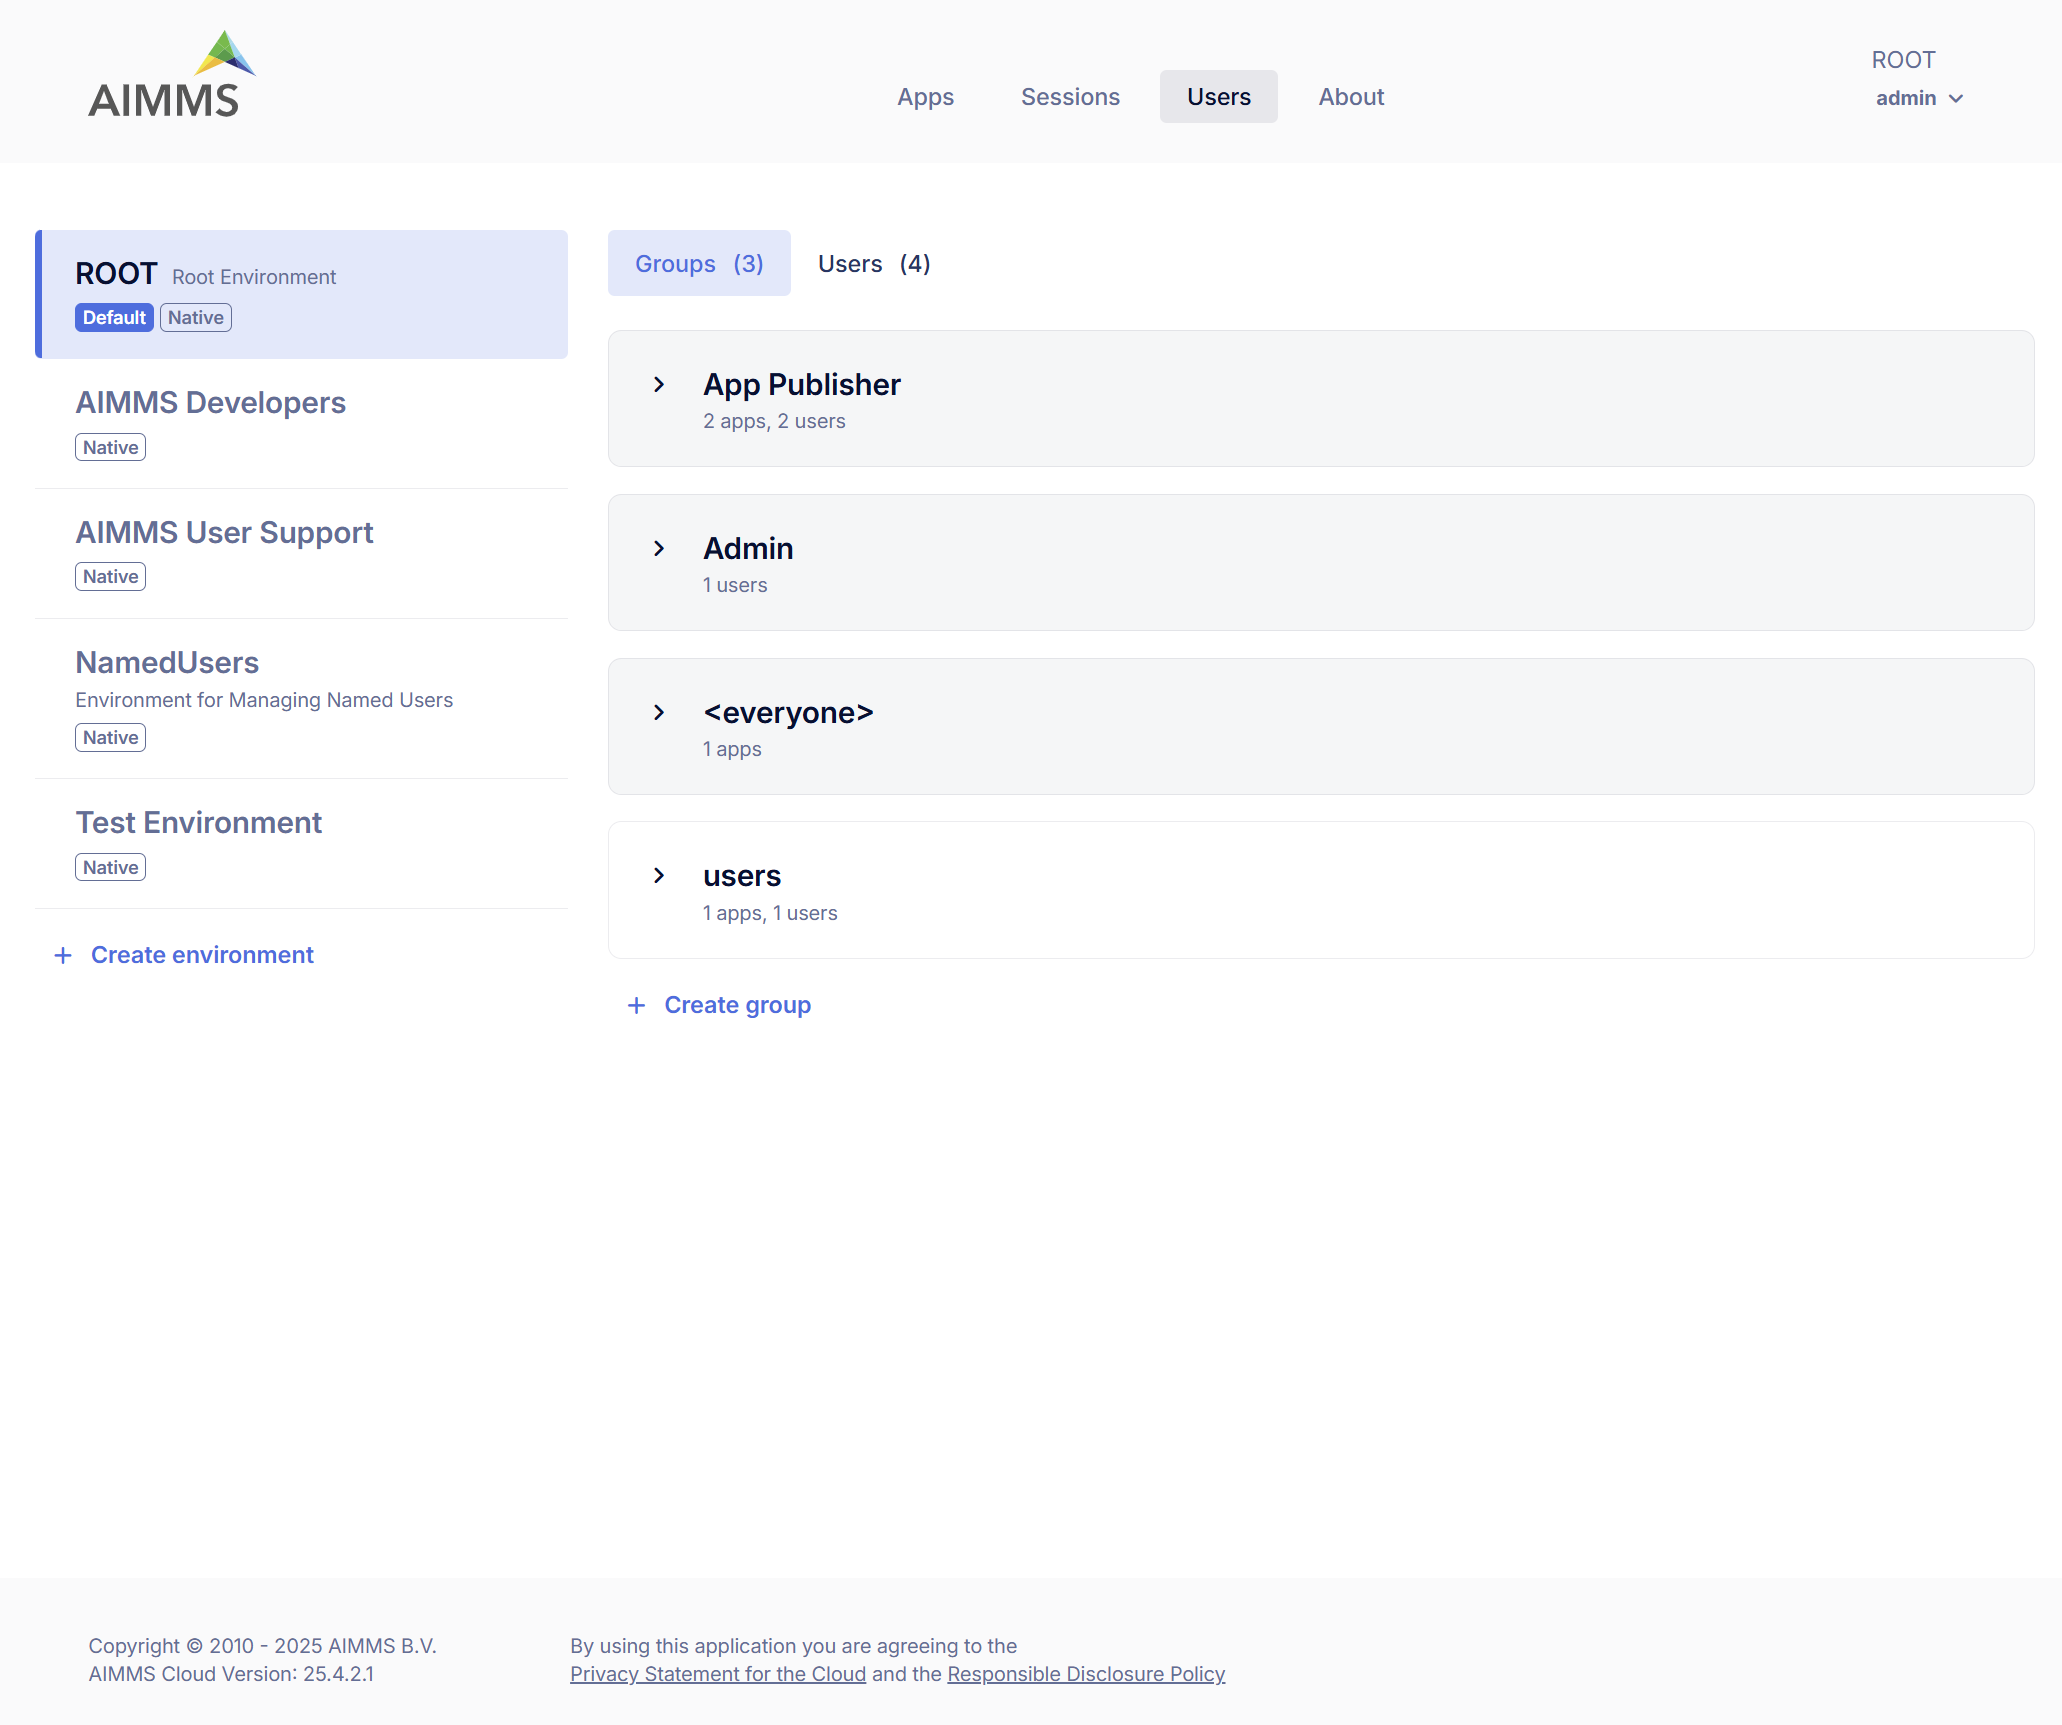 AIMMS
Apps Sessions Users About
ROOT
admin
ROOT Root Environment
Default Native
AIMMS Developers
Native
AIMMS User Support
Native
NamedUsers
Environment for Managing Named Users
Native
Test Environment
Native
+ Create environment
Groups (3) Users (4)
App Publisher
2 apps, 2 users
Admin
1 users
<everyone>
1 apps
users
1 apps, 1 users
+ Create group
Copyright © 2010 - 2025 AIMMS B.V.
AIMMS Cloud Version: 25.4.2.1
By using this application you are agreeing to the
Privacy Statement for the Cloud and the Responsible Disclosure Policy